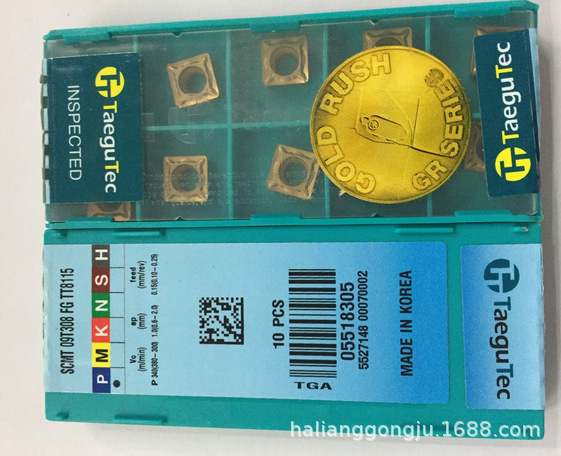 TaeguTec
INSPECTED
GOLD RUSH
GR SERIES
TaeguTec
SCMT 09T308 FG TT8115
P M K N S H
Vc
(m/min)
ap
(mm)
feed
(mm/rev)
10 PCS
TGA
05518305
5527148 00070002
MADE IN KOREA
TaeguTec
halianggongju.1688.com